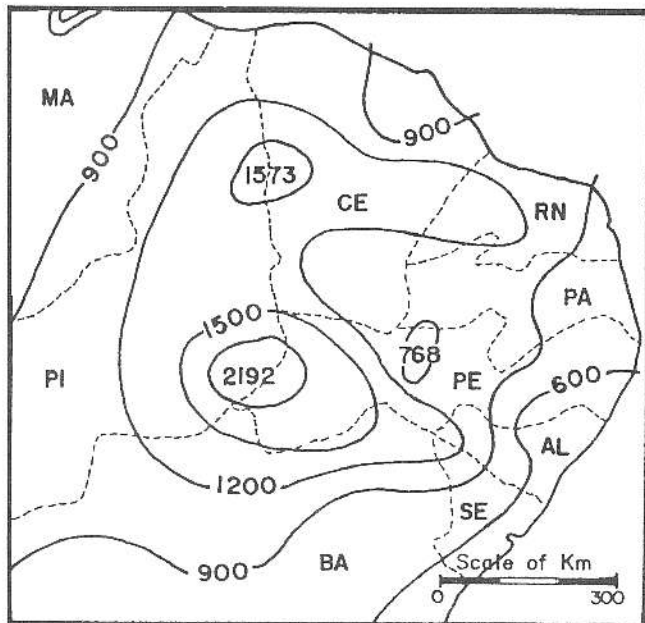 MA
900
900
1573
CE
RN
1500
PA
768
PI
2192
PE
600
AL
1200
SE
900
BA
Scale of Km
0 300